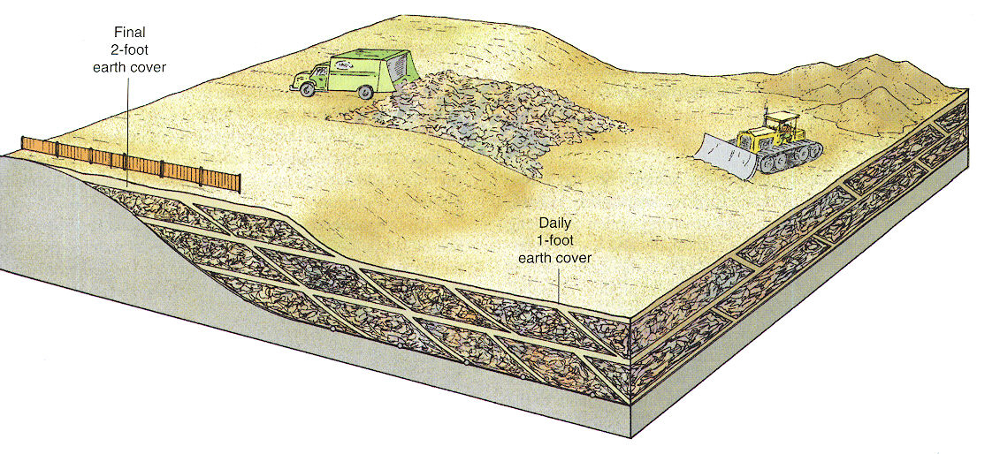 Final
2-foot
earth cover
Daily
1-foot
earth cover